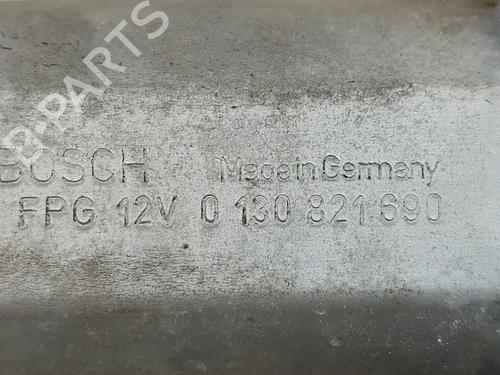 B-PARTS
BOSCH Made in Germany
FPG 12V 0 130 821 690